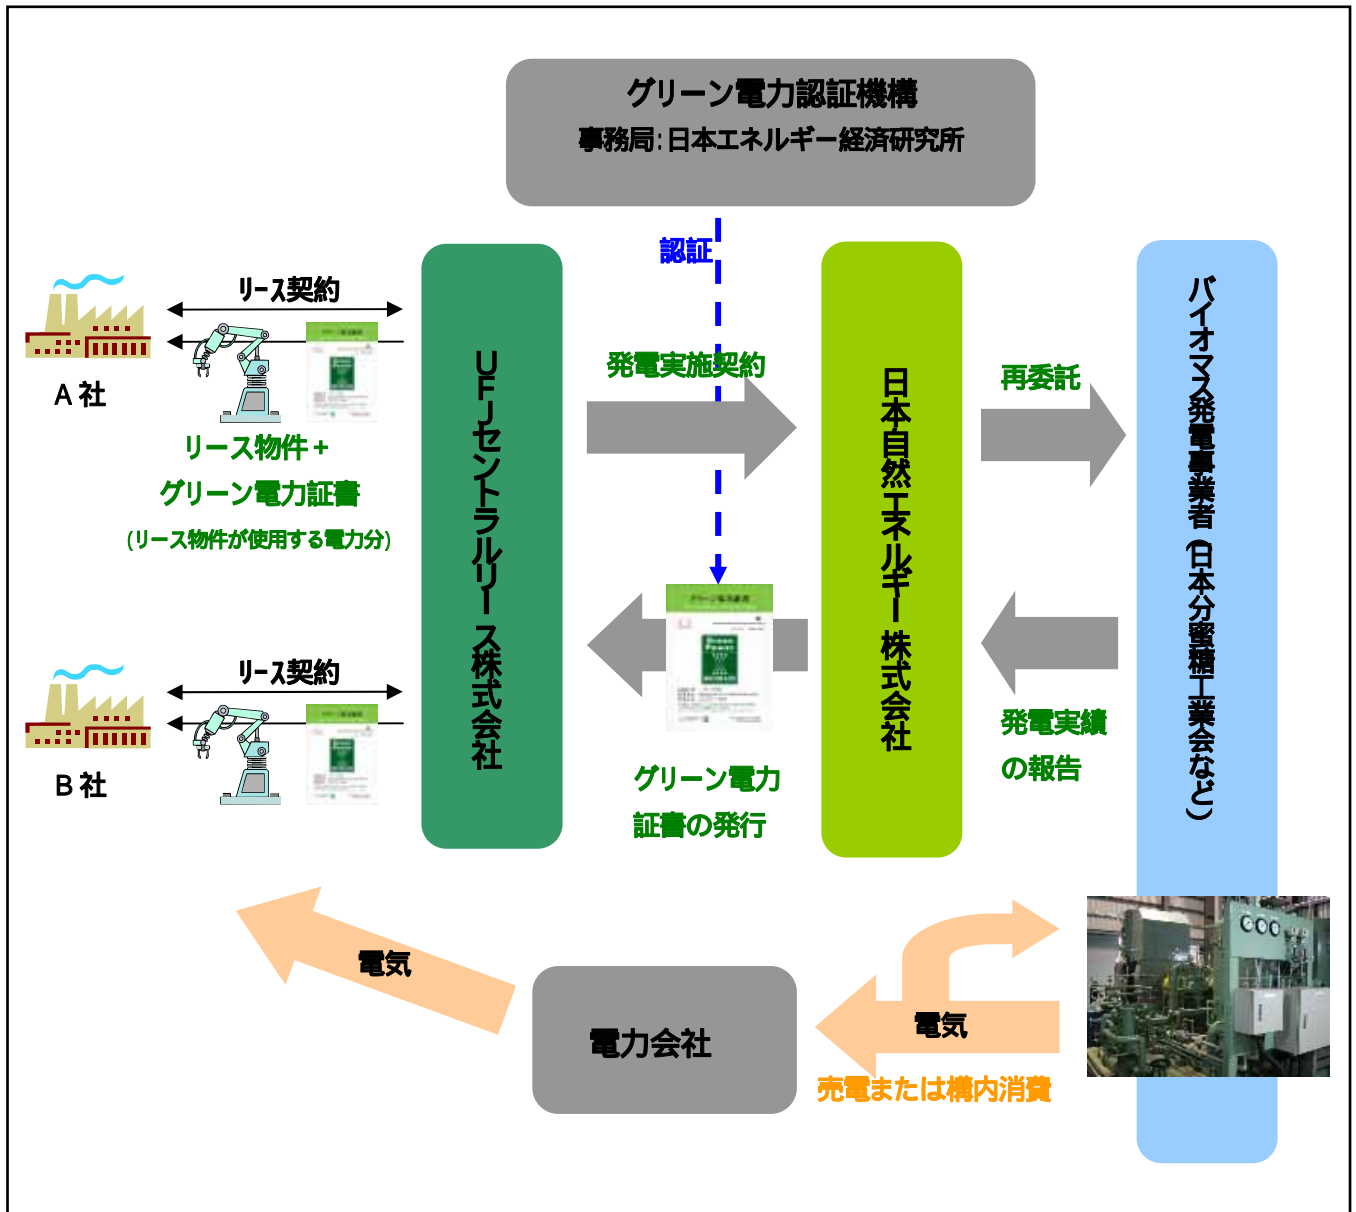 グリーン電力認証機構
事務局:日本エネルギー経済研究所
認証
リース契約
A社
リース物件+
グリーン電力証書
(リース物件が使用する電力分)
リース契約
B社
UFJセントラルリース株式会社
発電実施契約
グリーン電力
証書の発行
日本自然エネルギー株式会社
再委託
発電実績
の報告
バイオマス発電事業者(日本分蜜糖工業会など)
電気
電力会社
電気
売電または構内消費